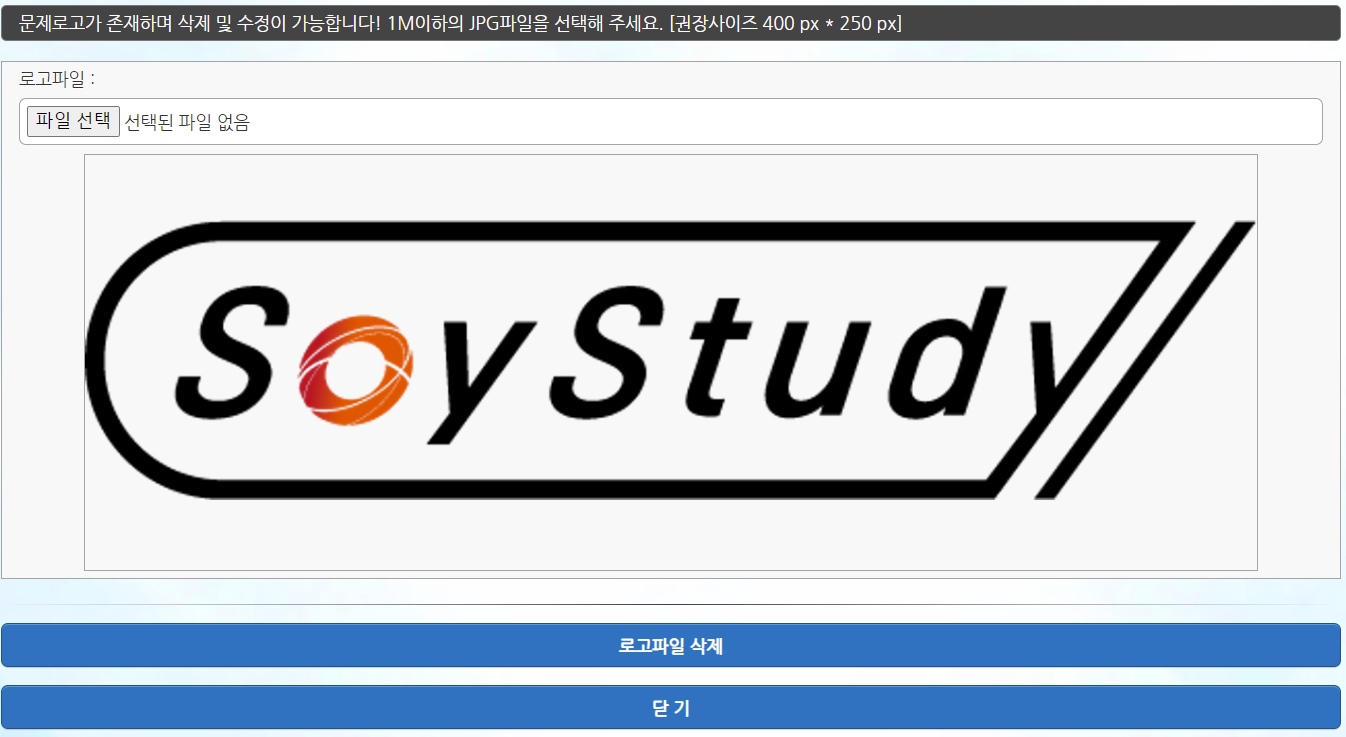 문제로고가 존재하며 삭제 및 수정이 가능합니다! 1M이하의 JPG파일을 선택해 주세요. [권장사이즈 400 px * 250 px]
로고파일 :
파일 선택 선택된 파일 없음
SoyStudy
로고파일 삭제
닫 기